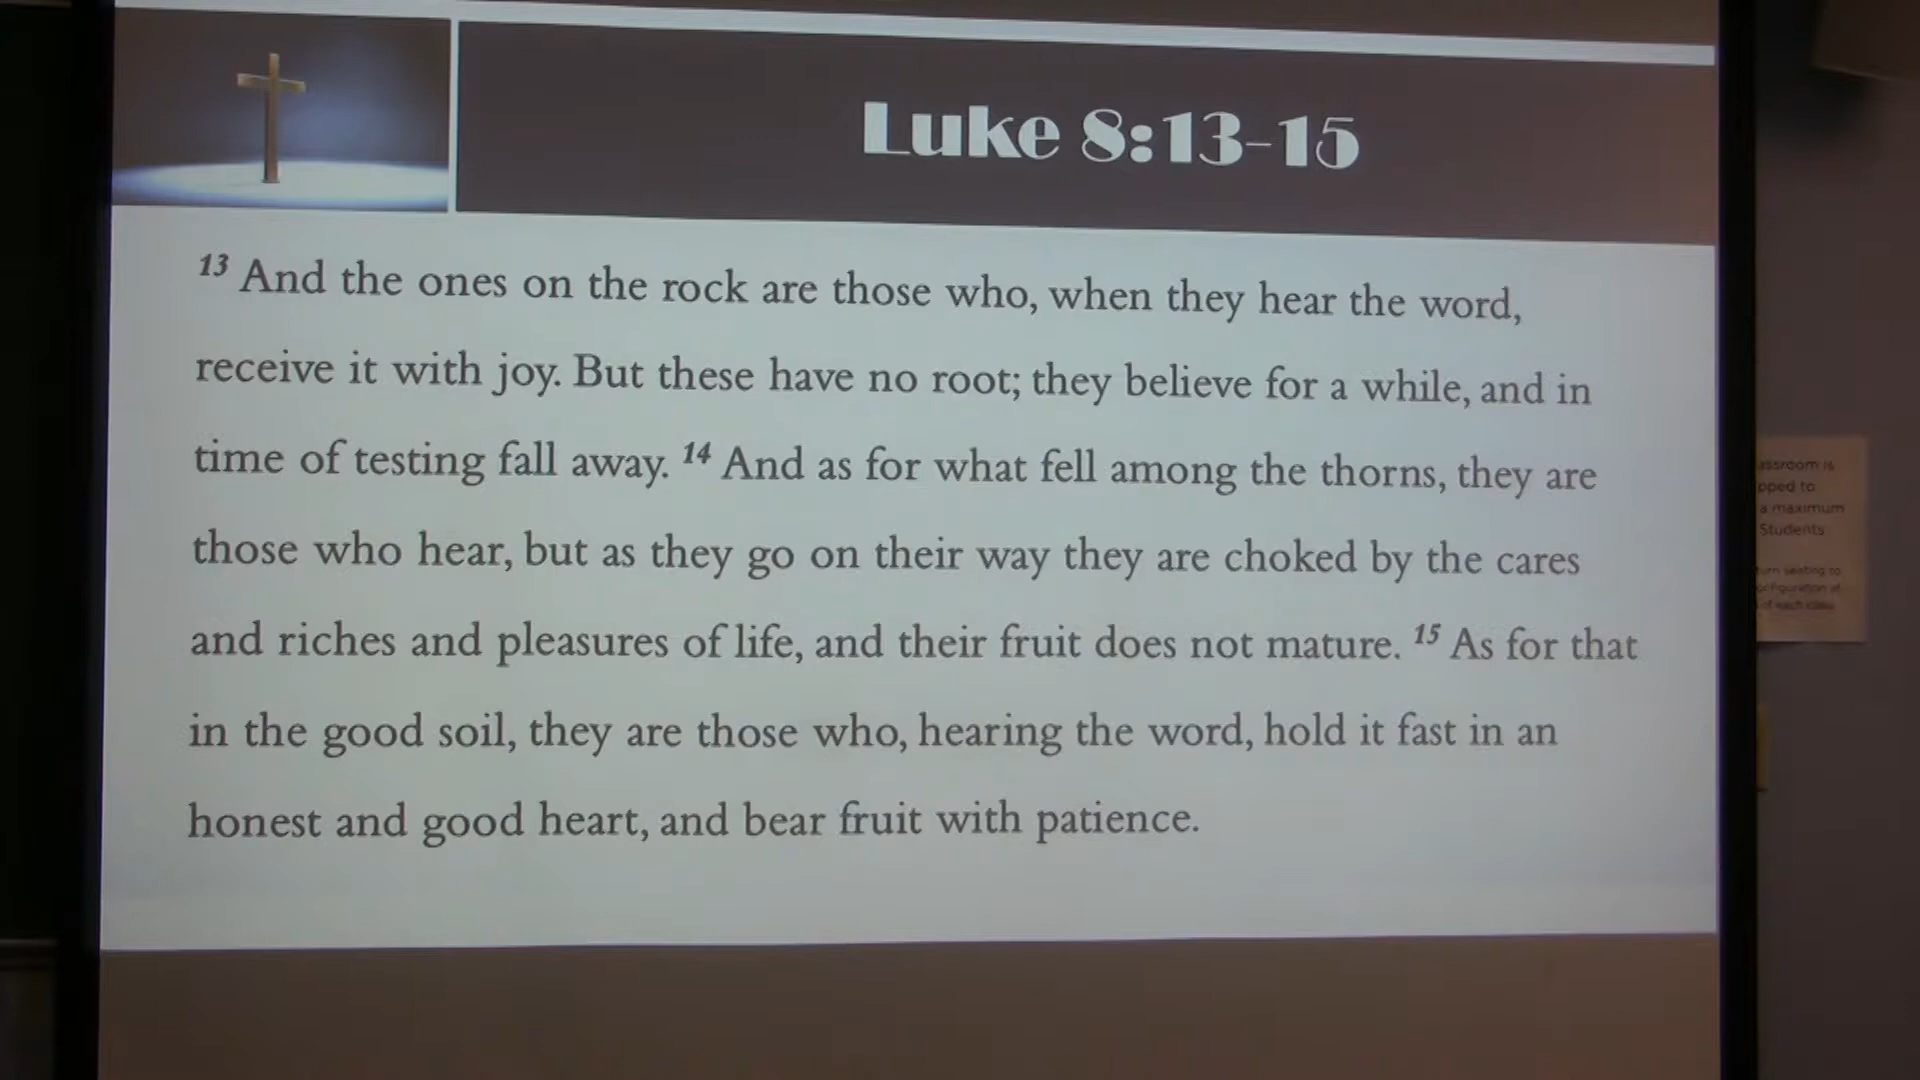 Luke 8:13-15
13 And the ones on the rock are those who, when they hear the word,
receive it with joy. But these have no root; they believe for a while, and in
time of testing fall away. 14 And as for what fell among the thorns, they are
those who hear, but as they go on their way they are choked by the cares
and riches and pleasures of life, and their fruit does not mature. 15 As for that
in the good soil, they are those who, hearing the word, hold it fast in an
honest and good heart, and bear fruit with patience.
is
to
a maximum
Students